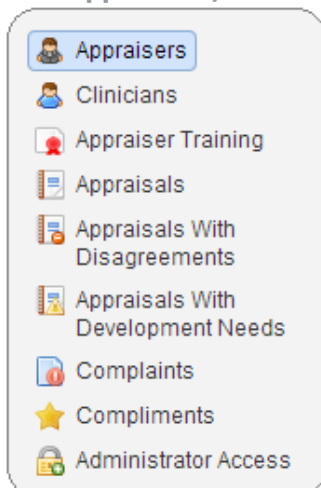 Appraisers
Clinicians
Appraiser Training
Appraisals
Appraisals With
Disagreements
Appraisals With
Development Needs
Complaints
Compliments
Administrator Access